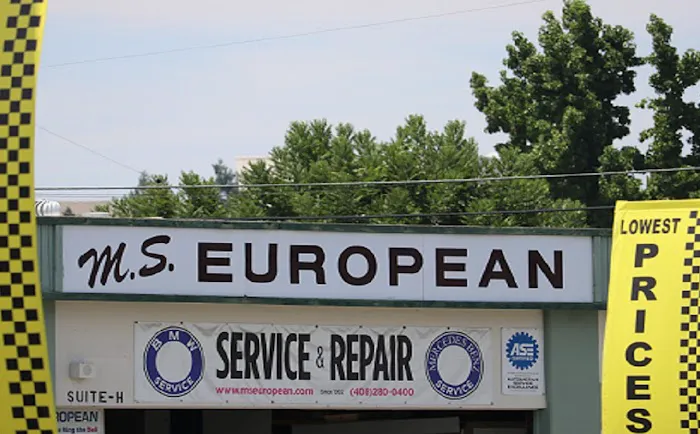 M.S. EUROPEAN
LOWEST
PRICES
BMW
SERVICE
SERVICE & REPAIR
www.mseuropean.com
(408)280-0400
MERCEDES BENZ
SERVICE
ASE
SUITE-H
ROPEAN